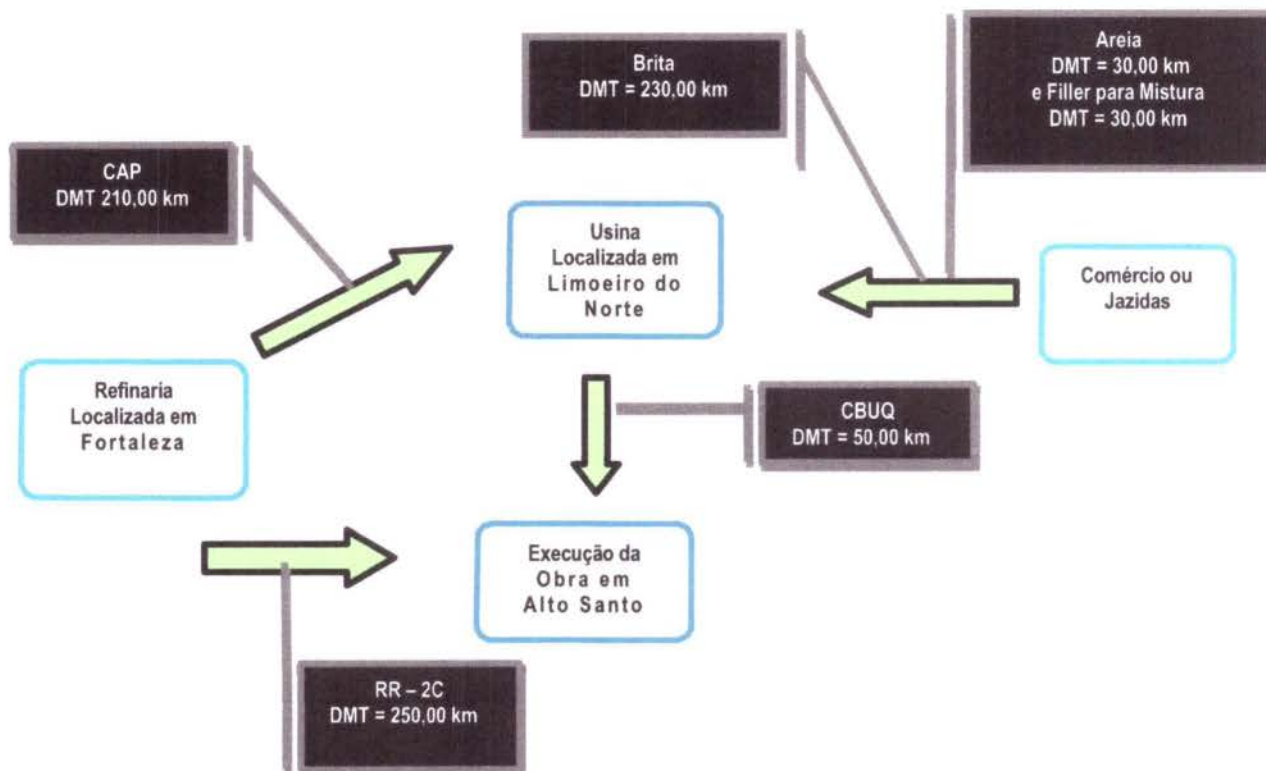 Areia
DMT = 30,00 km
e Filler para Mistura
DMT = 30,00 km
Brita
DMT = 230,00 km
CAP
DMT 210,00 km
Usina
Localizada em
Limoeiro do
Norte
Comércio ou
Jazidas
Refinaria
Localizada em
Fortaleza
CBUQ
DMT = 50,00 km
Execução da
Obra em
Alto Santo
RR – 2C
DMT = 250,00 km